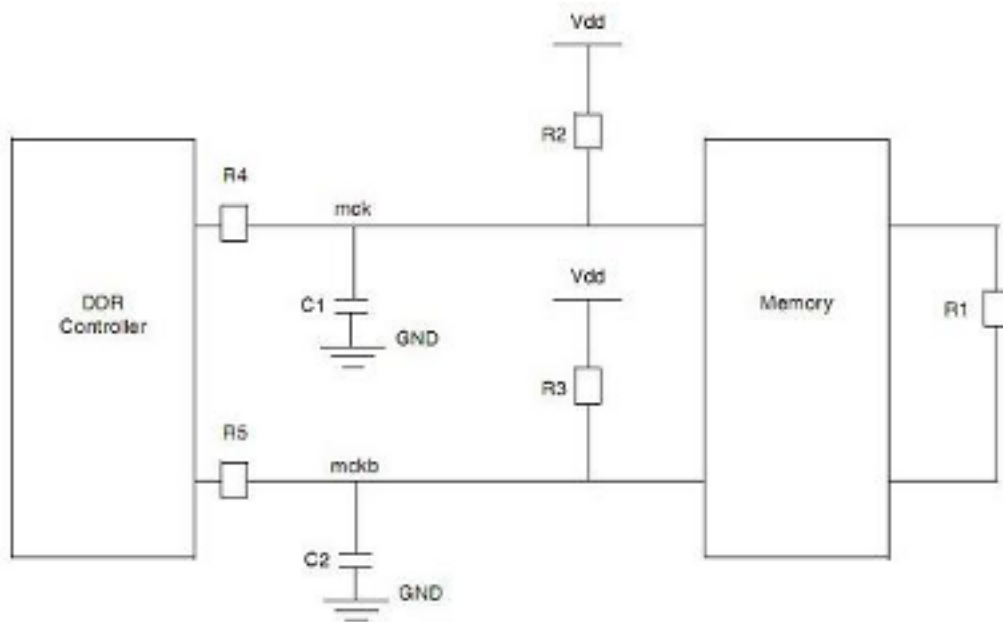 Vdd
R2
R4
mck
DDR
Controller
C1
GND
Vdd
Memory
R1
R3
R5
mckb
C2
GND